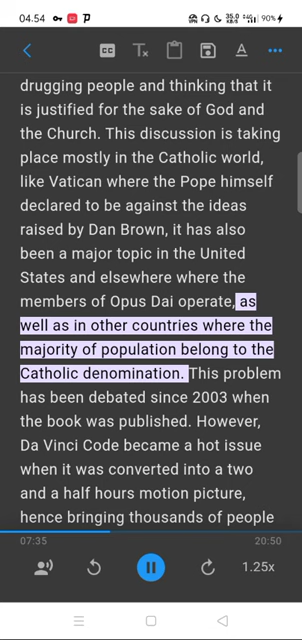 04.54
35.0 KB/S
90%
CC
drugging people and thinking that it
is justified for the sake of God and
the Church. This discussion is taking
place mostly in the Catholic world,
like Vatican where the Pope himself
declared to be against the ideas
raised by Dan Brown, it has also
been a major topic in the United
States and elsewhere where the
members of Opus Dai operate, as
well as in other countries where the
majority of population belong to the
Catholic denomination. This problem
has been debated since 2003 when
the book was published. However,
Da Vinci Code became a hot issue
when it was converted into a two
and a half hours motion picture,
hence bringing thousands of people
07:35
20:50
1.25x